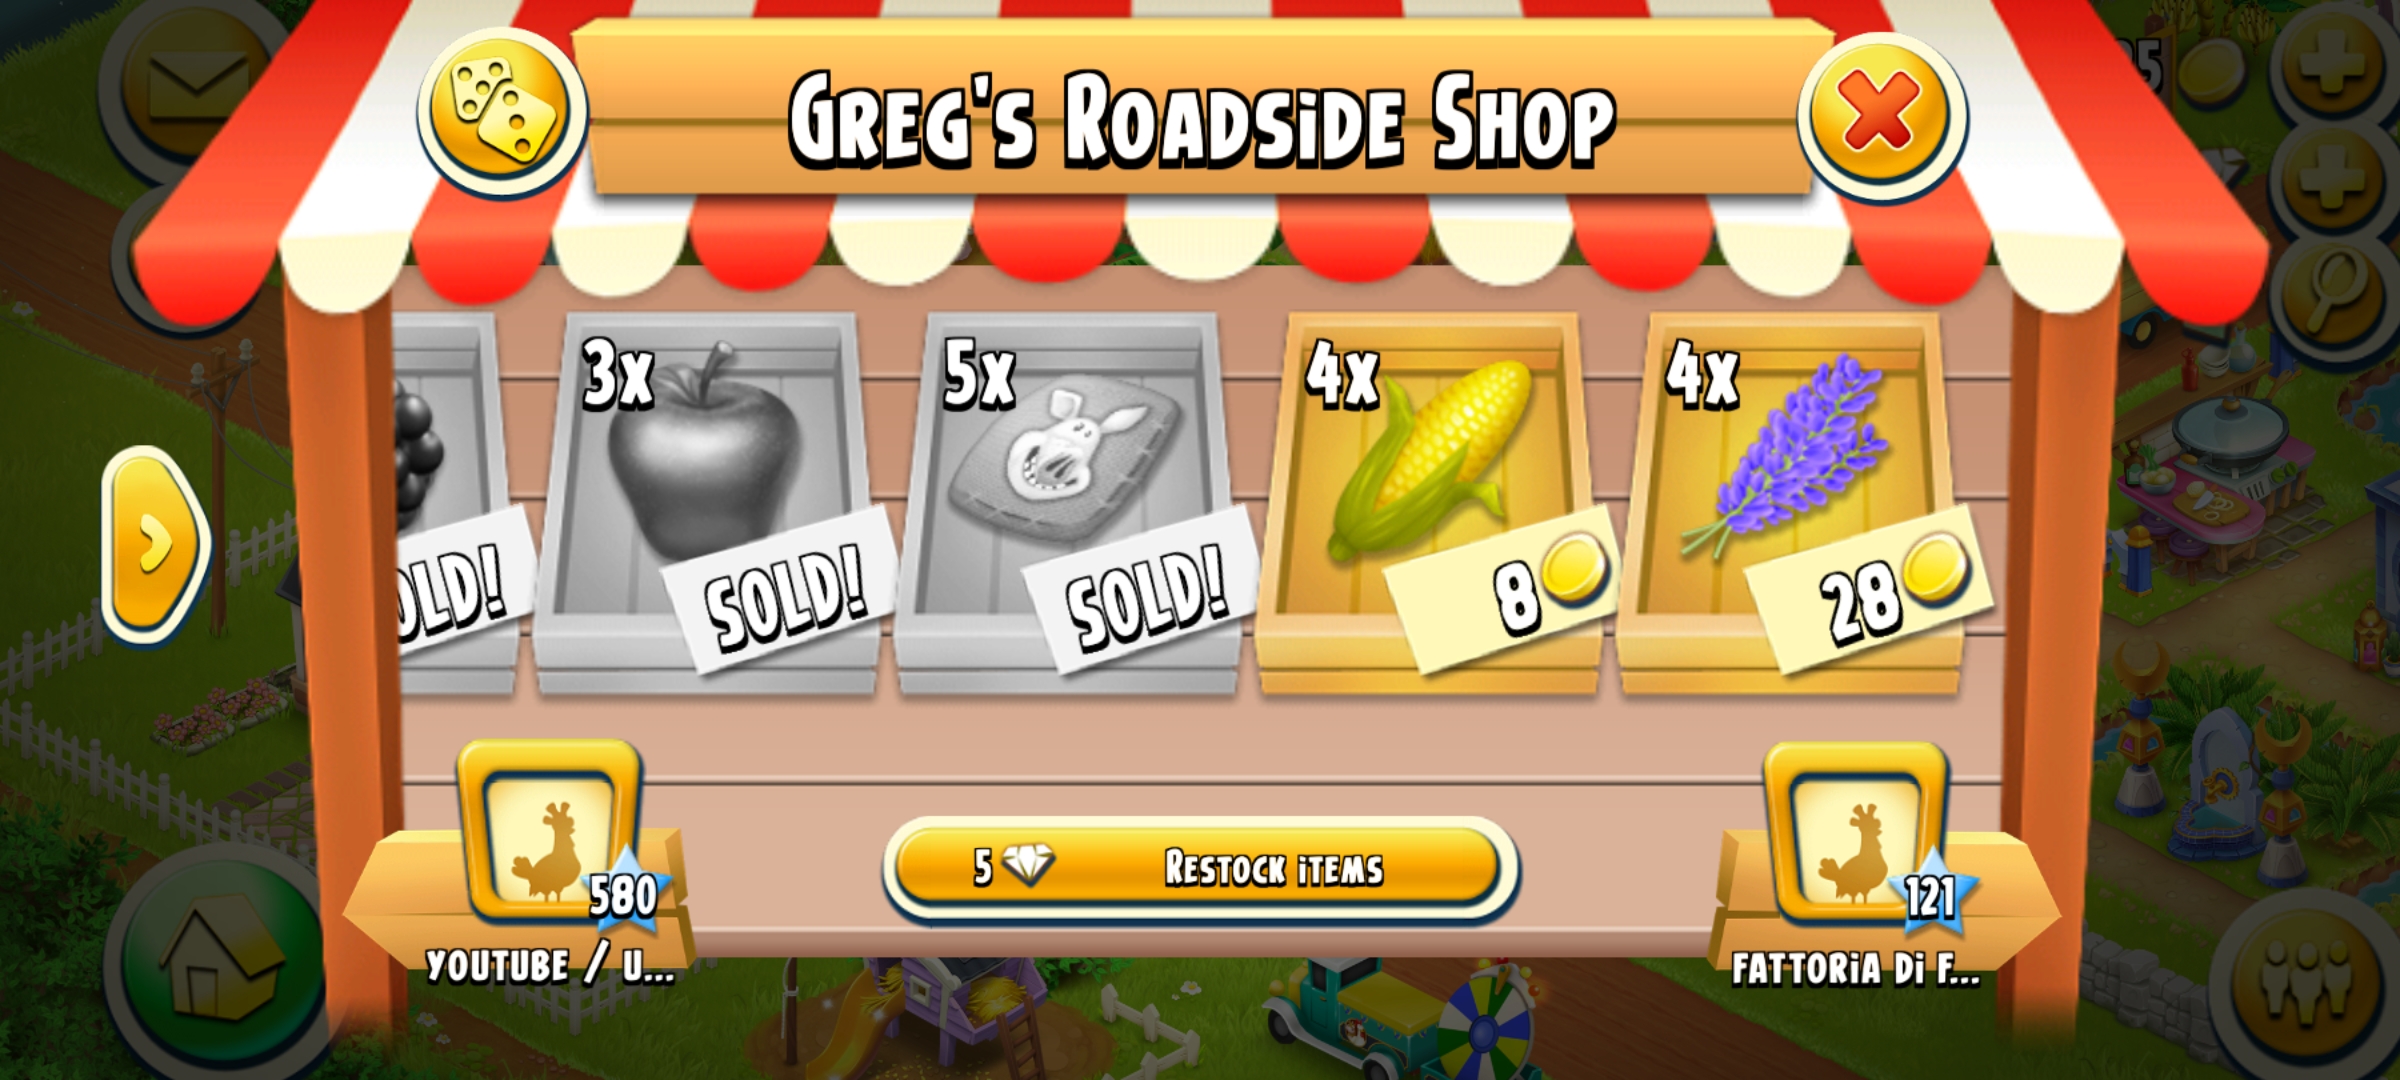 GREG'S ROADSIDE SHOP
3x
5x
4x
4x
OLD!
SOLD!
SOLD!
8
28
5
RESTOCK ITEMS
580
121
YOUTUBE / U...
FATTORIA DI F...